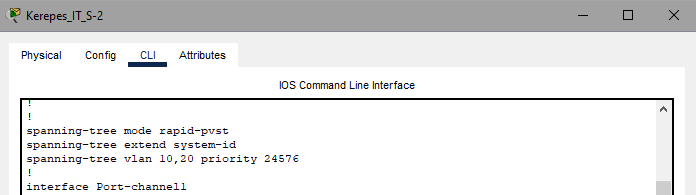 Kerepes_IT_S-2
Physical Config CLI Attributes
IOS Command Line Interface
!
!
spanning-tree mode rapid-pvst
spanning-tree extend system-id
spanning-tree vlan 10,20 priority 24576
!
interface Port-channel1